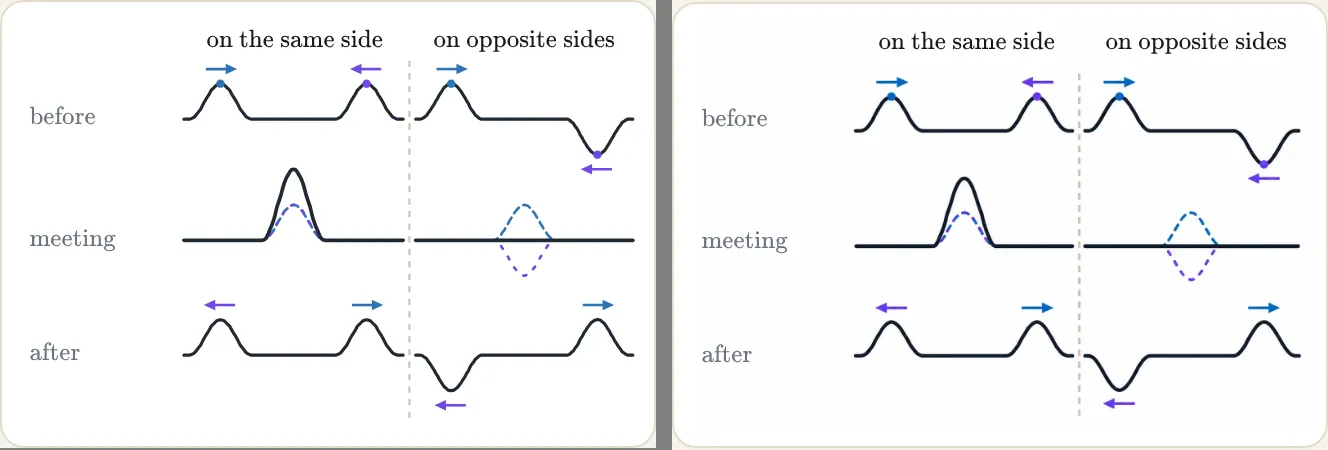 on the same side on opposite sides
before
meeting
after
on the same side on opposite sides
before
meeting
after